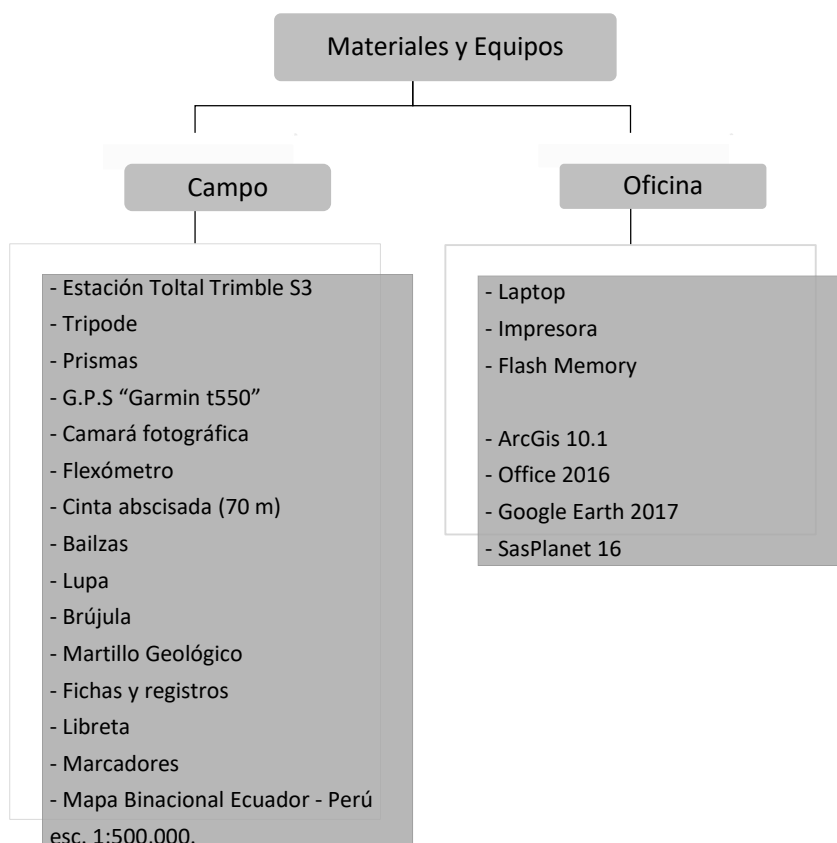 Materiales y Equipos
Campo
- Estación Toltal Trimble S3
- Tripode
- Prismas
- G.P.S “Garmin t550”
- Camará fotográfica
- Flexómetro
- Cinta abscisada (70 m)
- Bailzas
- Lupa
- Brújula
- Martillo Geológico
- Fichas y registros
- Libreta
- Marcadores
- Mapa Binacional Ecuador - Perú
esc. 1:500.000.
Oficina
- Laptop
- Impresora
- Flash Memory
- ArcGis 10.1
- Office 2016
- Google Earth 2017
- SasPlanet 16